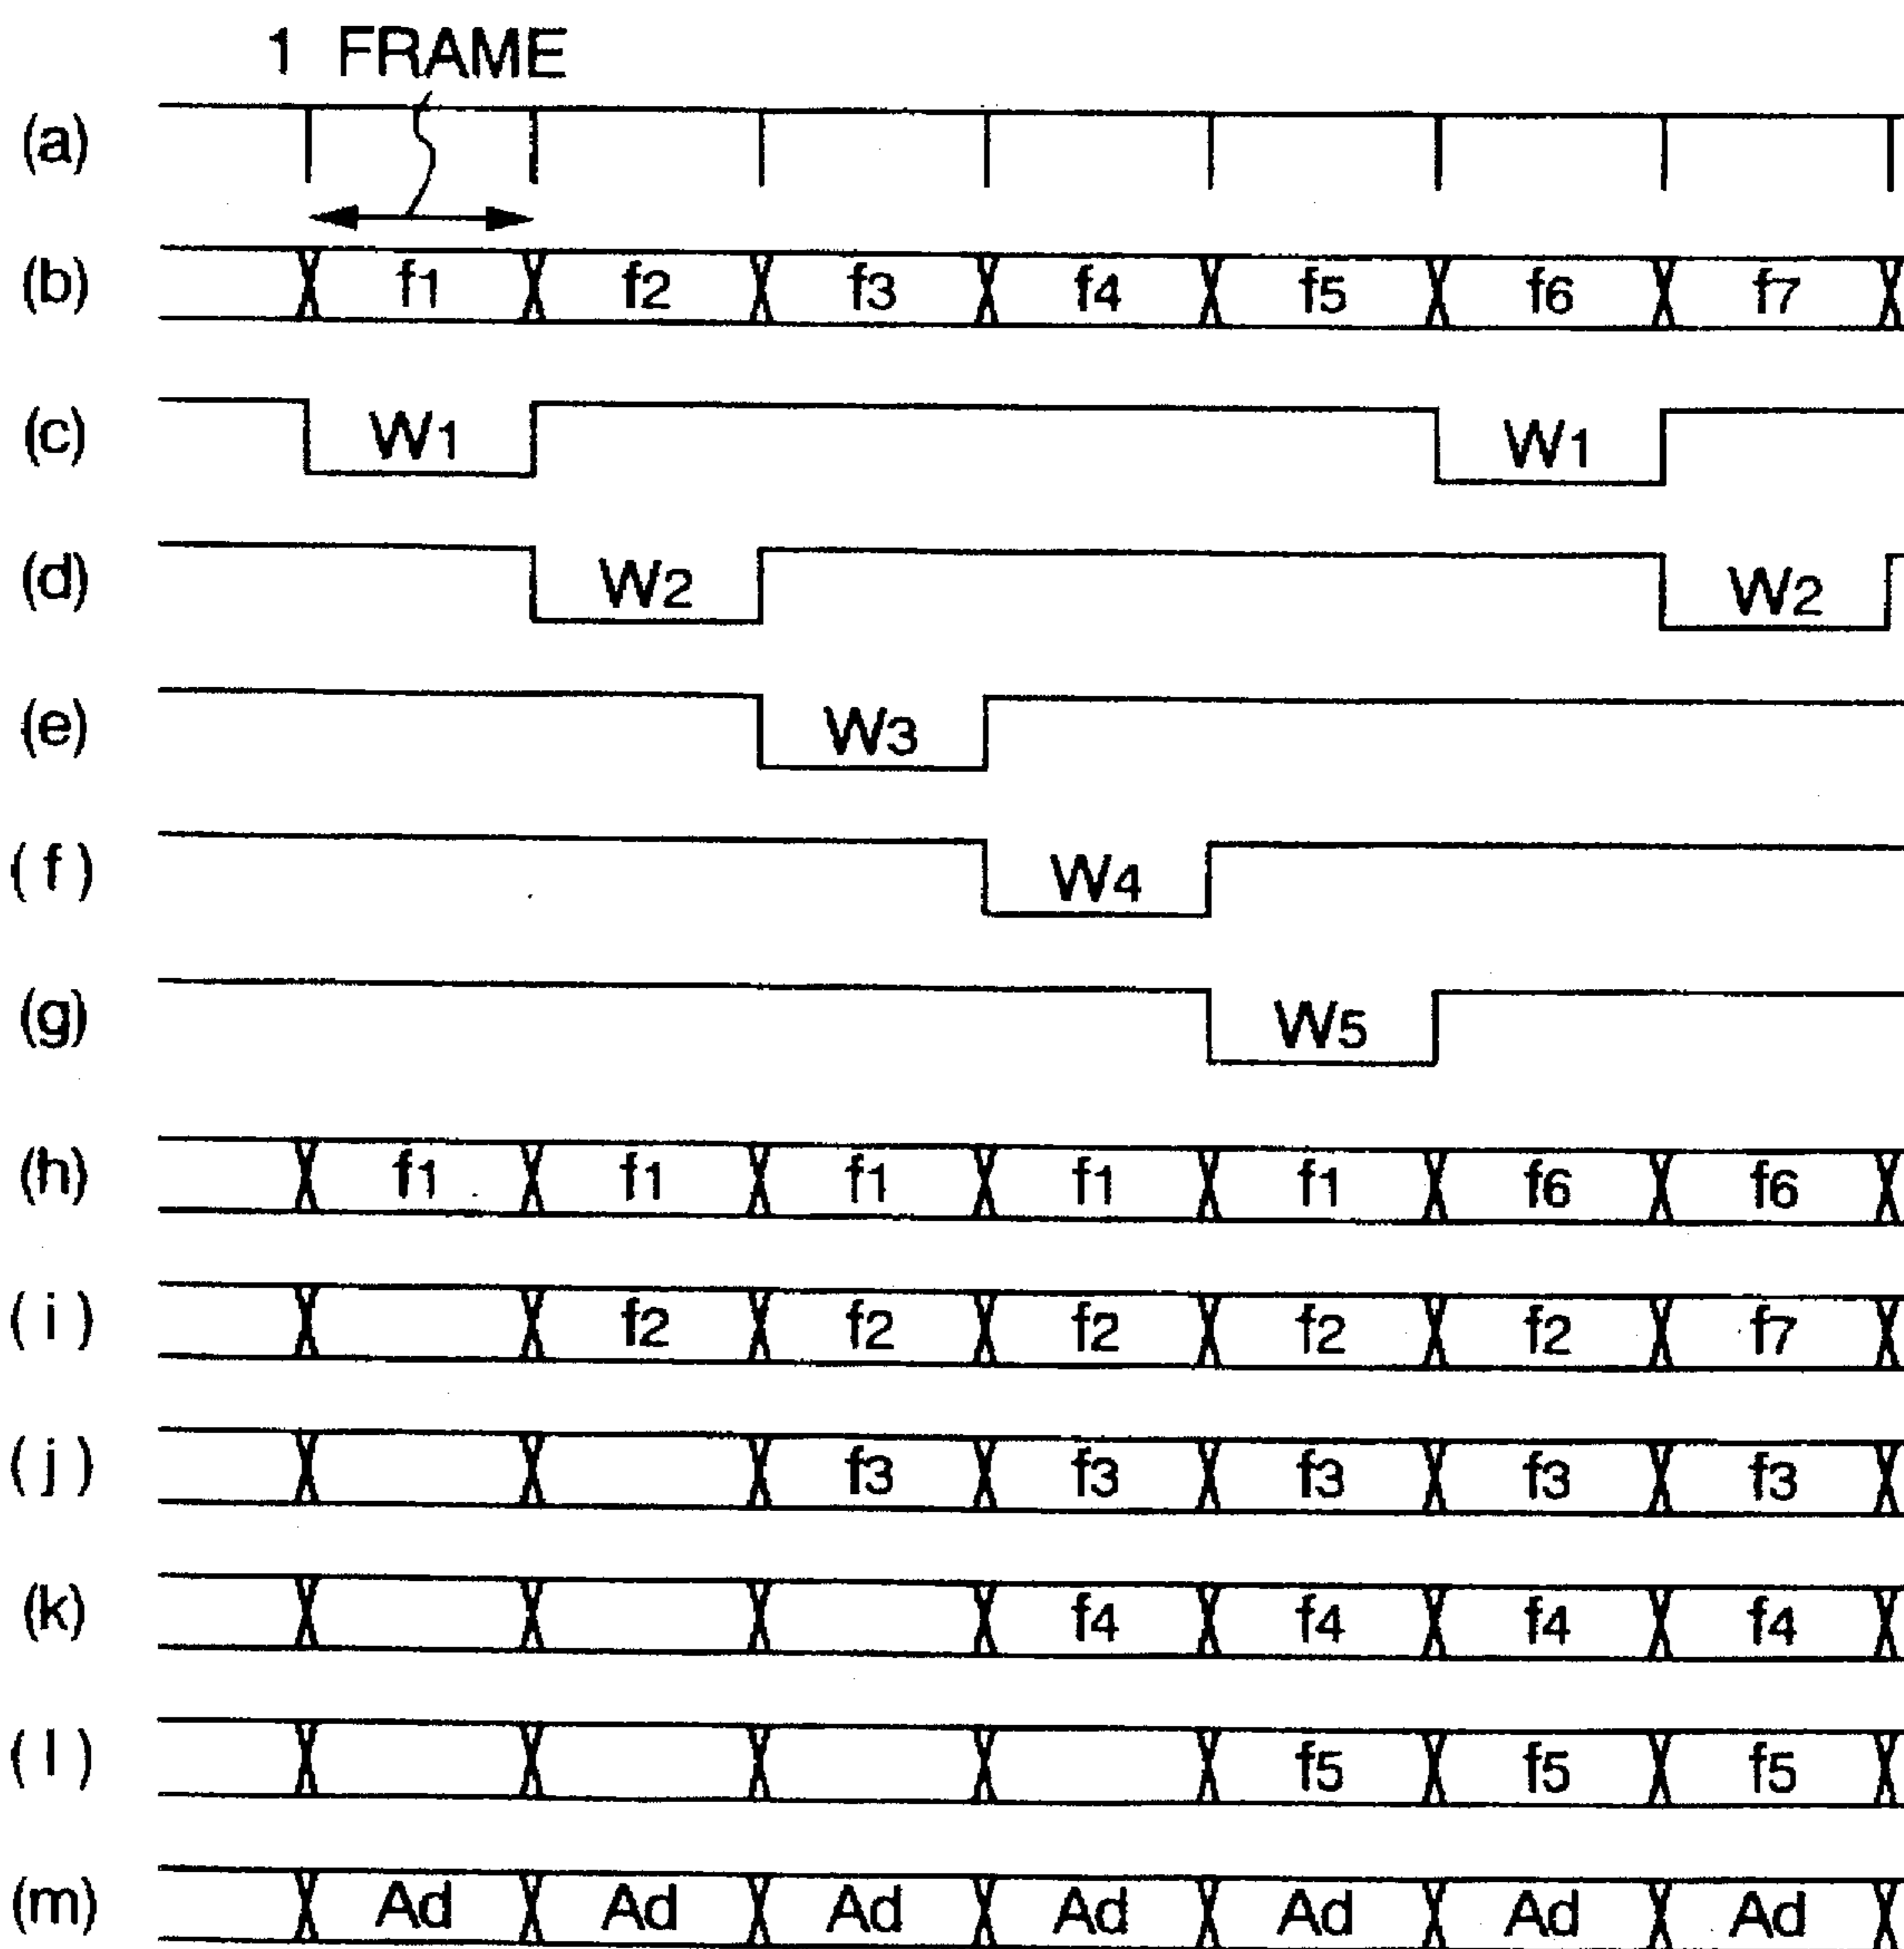 1 FRAME
(a)
(b) f1 f2 f3 f4 f5 f6 f7
(c) W1 W1
(d) W2 W2
(e) W3
(f) W4
(g) W5
(h) f1 f1 f1 f1 f1 f6 f6
(i) f2 f2 f2 f2 f2 f7
(j) f3 f3 f3 f3 f3
(k) f4 f4 f4 f4
(l) f5 f5 f5
(m) Ad Ad Ad Ad Ad Ad Ad